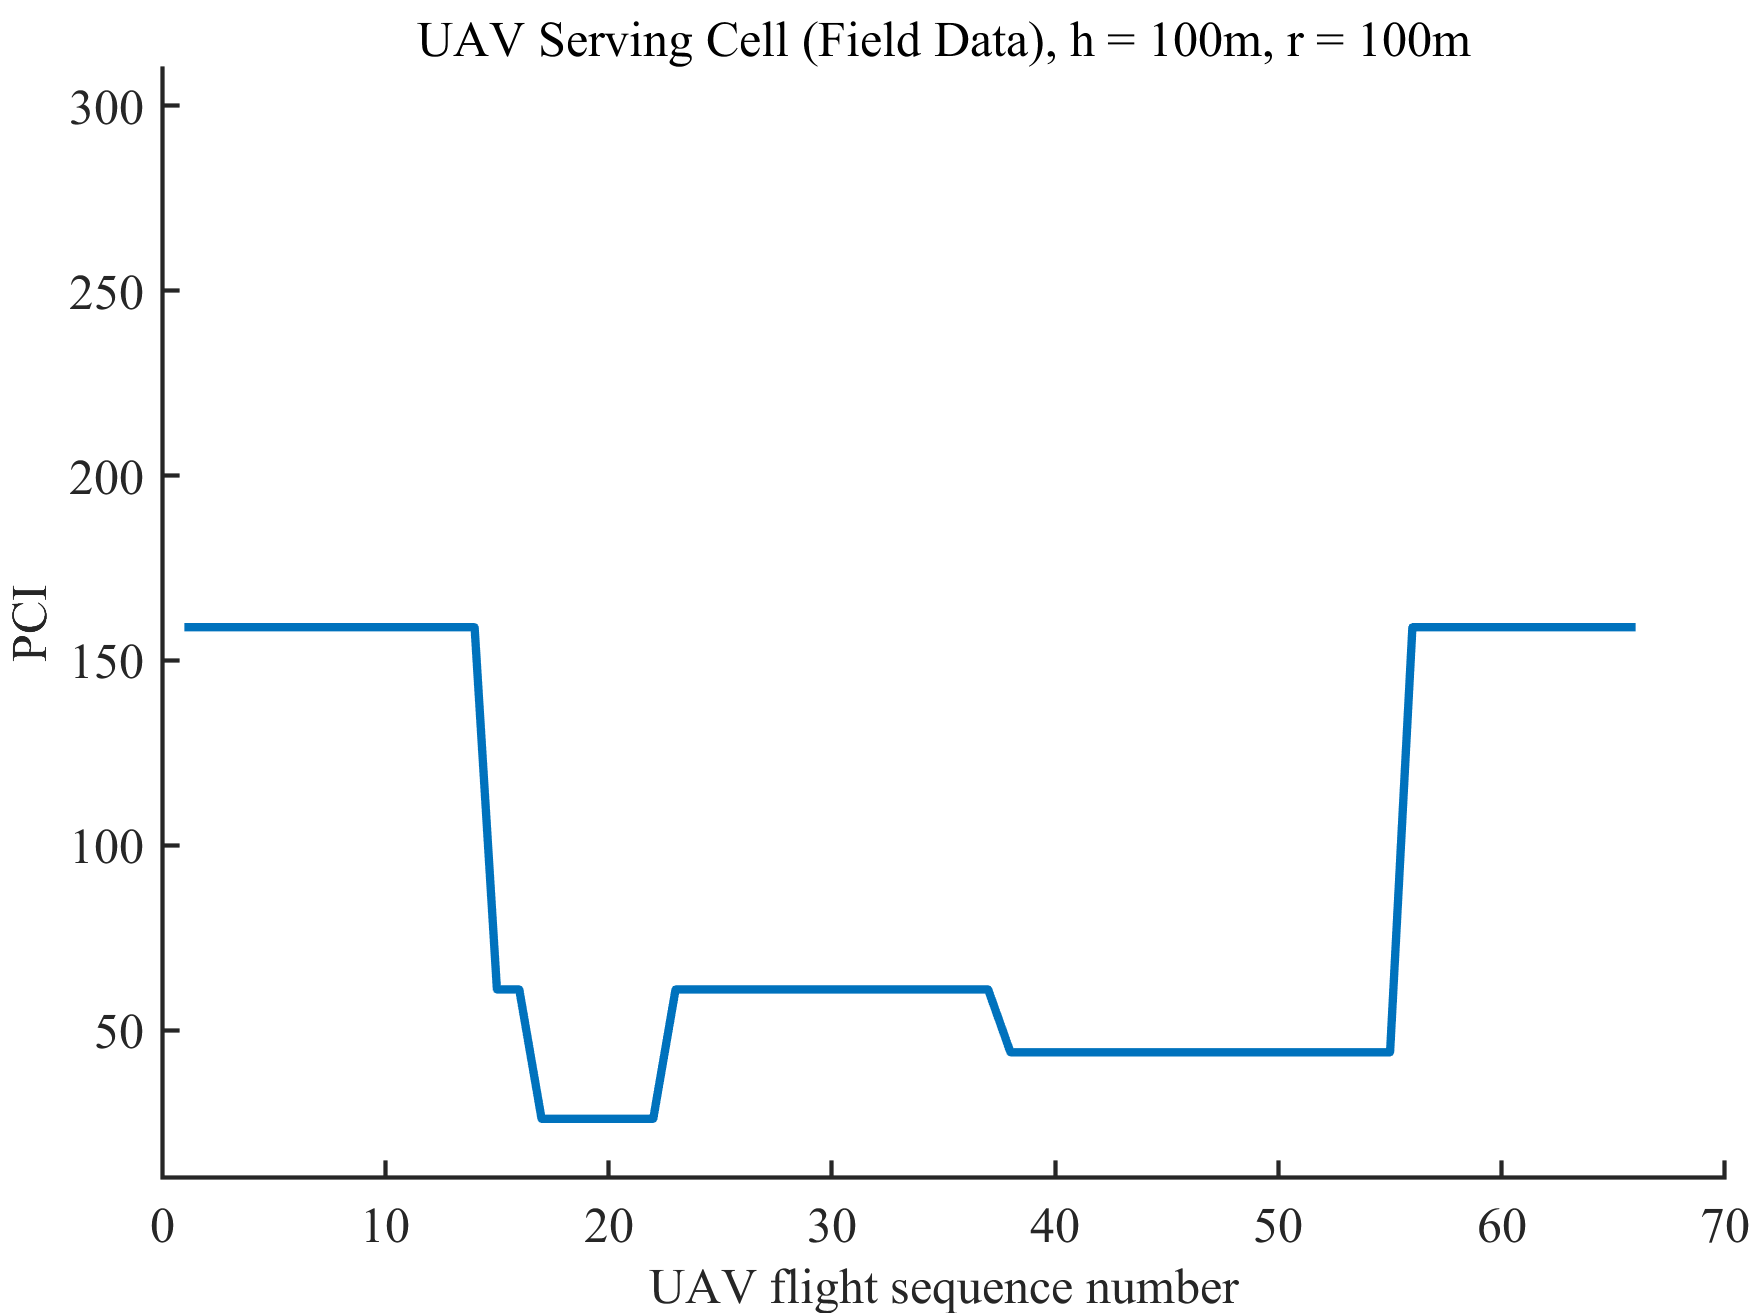 UAV Serving Cell (Field Data), h = 100m, r = 100m
300
250
200
150
100
50
PCI
0 10 20 30 40 50 60 70
UAV flight sequence number